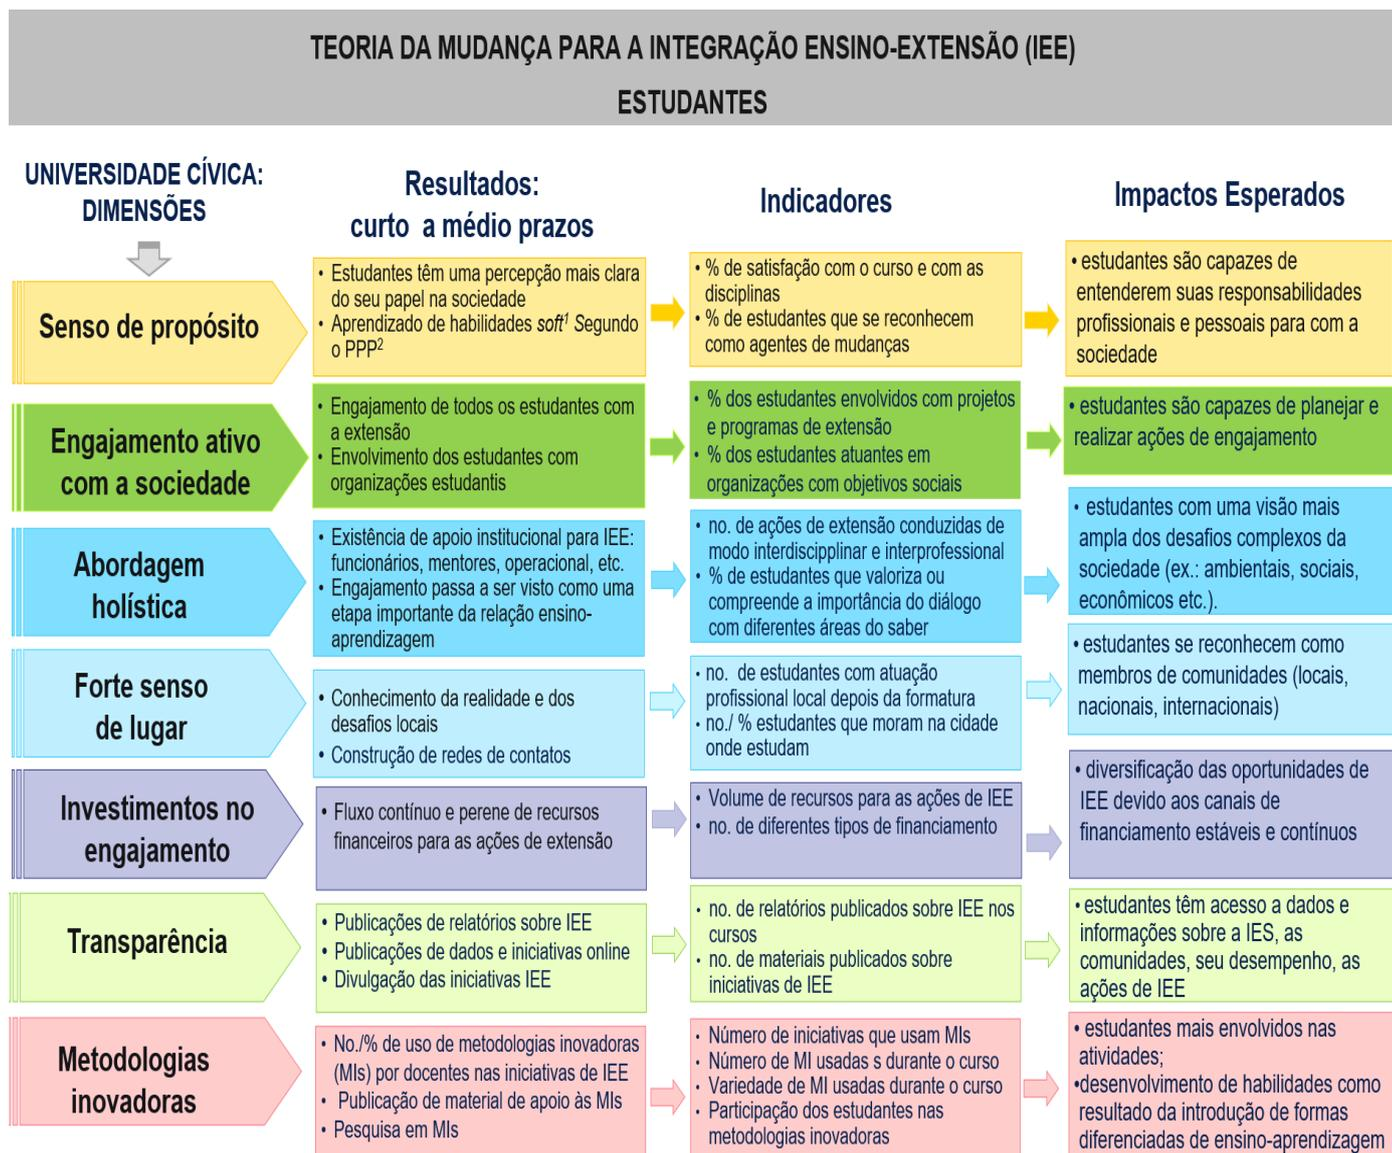 TEORIA DA MUDANÇA PARA A INTEGRAÇÃO ENSINO-EXTENSÃO (IEE)
ESTUDANTES
UNIVERSIDADE CÍVICA:
DIMENSÕES
Resultados:
curto a médio prazos
Indicadores
Impactos Esperados
Senso de propósito
• Estudantes têm uma percepção mais clara
do seu papel na sociedade
• Aprendizado de habilidades soft¹ Segundo
o PPP²
• % de satisfação com o curso e com as
disciplinas
• % de estudantes que se reconhecem
como agentes de mudanças
• estudantes são capazes de
entenderem suas responsabilidades
profissionais e pessoais para com a
sociedade
Engajamento ativo
com a sociedade
• Engajamento de todos os estudantes com
a extensão
• Envolvimento dos estudantes com
organizações estudantis
• % dos estudantes envolvidos com projetos
e programas de extensão
• % dos estudantes atuantes em
organizações com objetivos sociais
• estudantes são capazes de planejar e
realizar ações de engajamento
Abordagem
holística
• Existência de apoio institucional para IEE:
funcionários, mentores, operacional, etc.
• Engajamento passa a ser visto como uma
etapa importante da relação ensino-
aprendizagem
• no. de ações de extensão conduzidas de
modo interdiscipplinar e interprofessional
• % de estudantes que valoriza ou
compreende a importância do diálogo
com diferentes áreas do saber
• estudantes com uma visão mais
ampla dos desafios complexos da
sociedade (ex.: ambientais, sociais,
econômicos etc.).
Forte senso
de lugar
• Conhecimento da realidade e dos
desafios locais
• Construção de redes de contatos
• no. de estudantes com atuação
profissional local depois da formatura
• no./ % estudantes que moram na cidade
onde estudam
• estudantes se reconhecem como
membros de comunidades (locais,
nacionais, internacionais)
Investimentos no
engajamento
• Fluxo contínuo e perene de recursos
financeiros para as ações de extensão
• Volume de recursos para as ações de IEE
• no. de diferentes tipos de financiamento
• diversificação das oportunidades de
IEE devido aos canais de
financiamento estáveis e contínuos
Transparência
• Publicações de relatórios sobre IEE
• Publicações de dados e iniciativas online
• Divulgação das iniciativas IEE
• no. de relatórios publicados sobre IEE nos
cursos
• no. de materiais publicados sobre
iniciativas de IEE
• estudantes têm acesso a dados e
informações sobre a IES, as
comunidades, seu desempenho, as
ações de IEE
Metodologias
inovadoras
• No./% de uso de metodologias inovadoras
(MIs) por docentes nas iniciativas de IEE
• Publicação de material de apoio às MIs
• Pesquisa em MIs
• Número de iniciativas que usam MIs
• Número de MI usadas s durante o curso
• Variedade de MI usadas durante o curso
• Participação dos estudantes nas
metodologias inovadoras
• estudantes mais envolvidos nas
atividades;
•desenvolvimento de habilidades como
resultado da introdução de formas
diferenciadas de ensino-aprendizagem